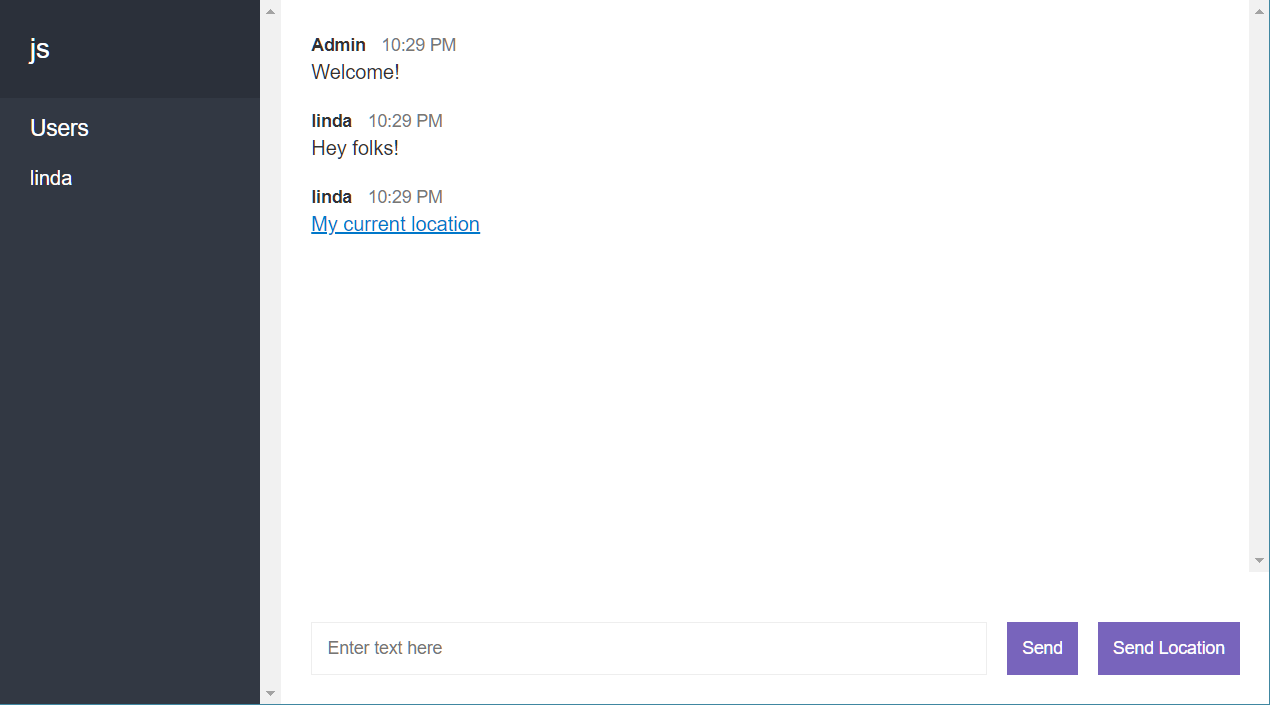 js
Users
linda
Admin 10:29 PM
Welcome!
linda 10:29 PM
Hey folks!
linda 10:29 PM
My current location
Enter text here
Send
Send Location